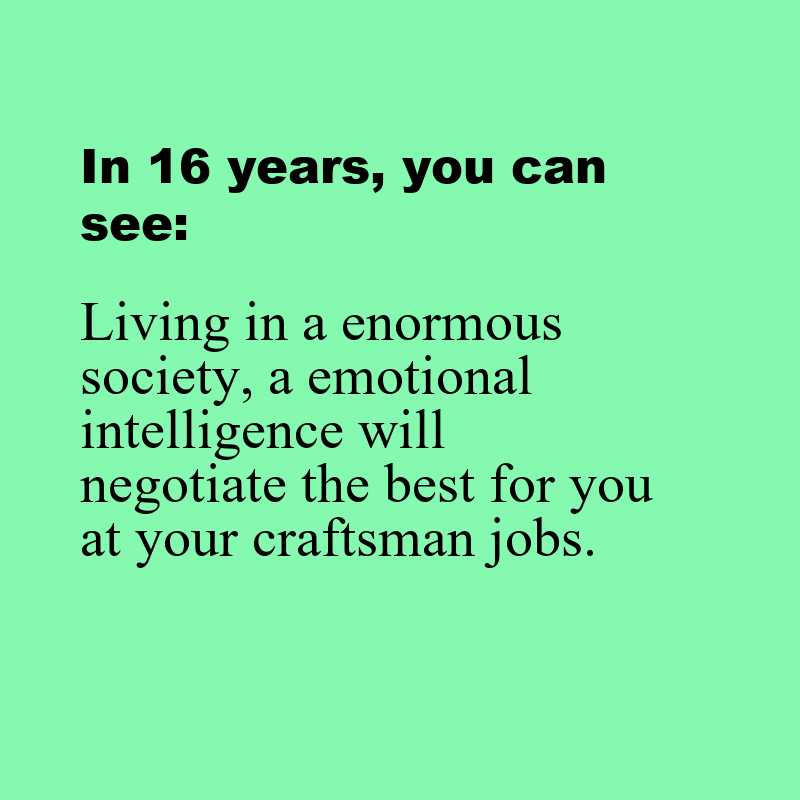 In 16 years, you can
see:
Living in a enormous
society, a emotional
intelligence will
negotiate the best for you
at your craftsman jobs.